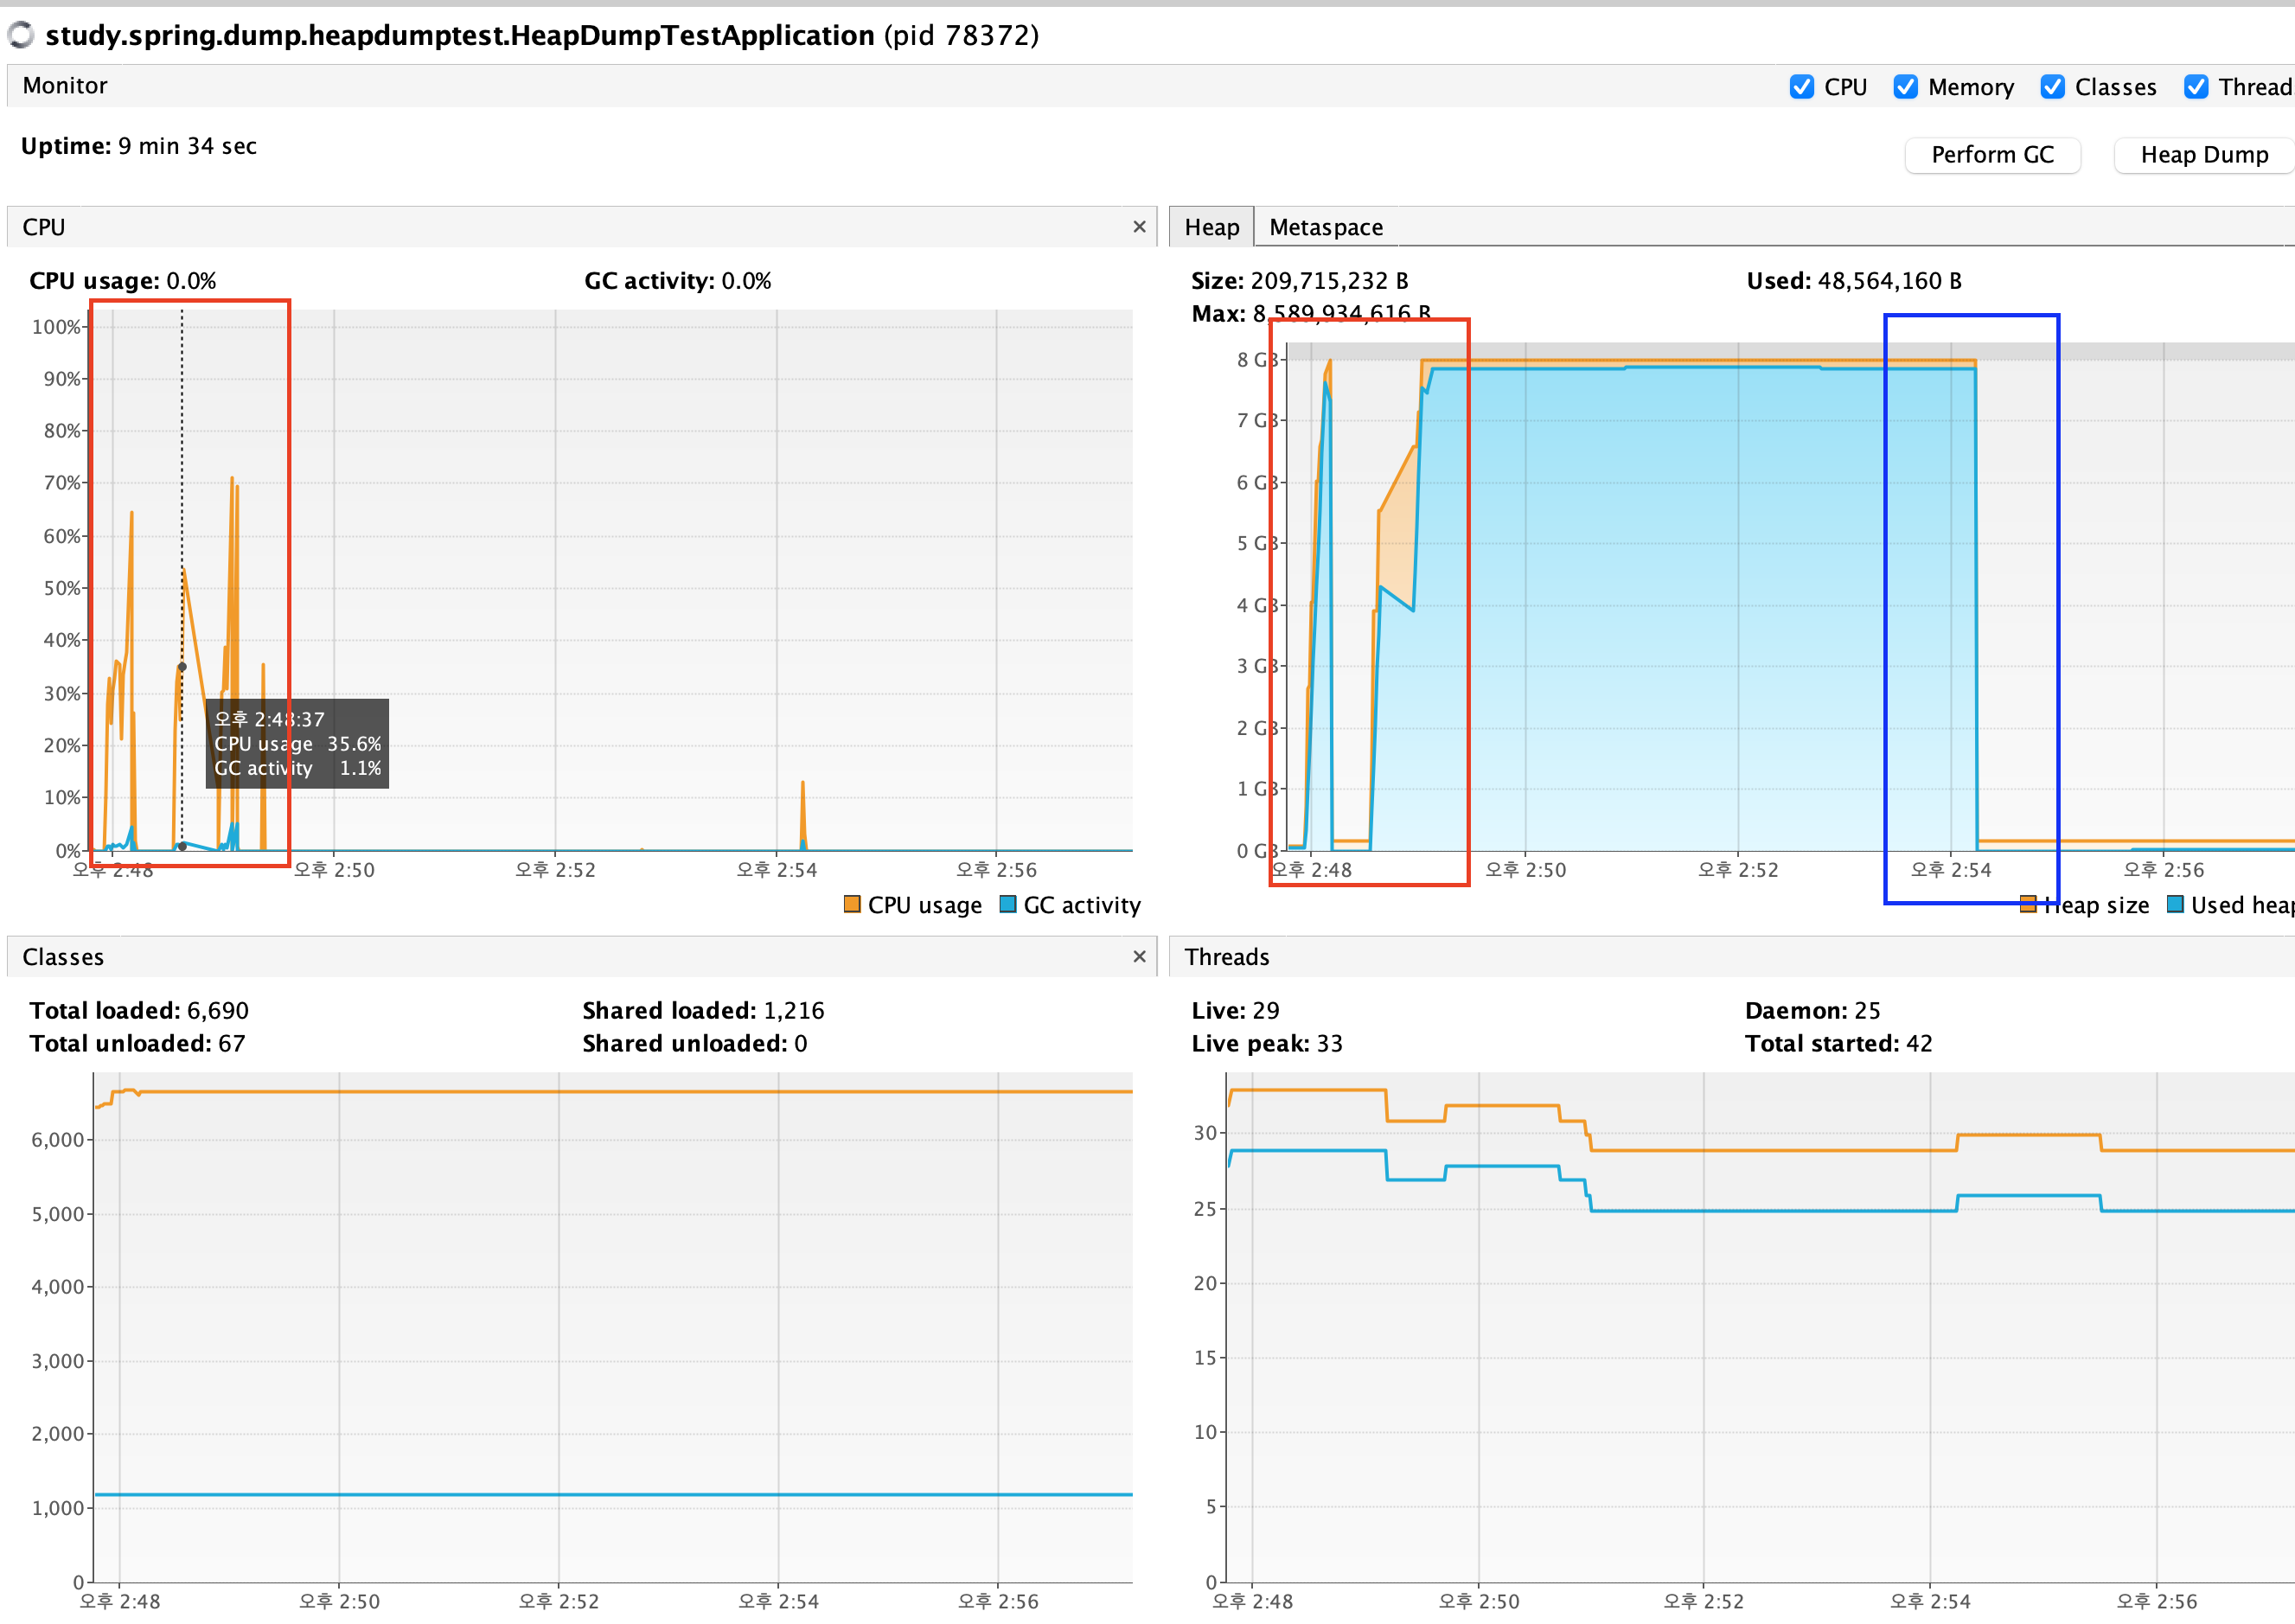 study.spring.dump.heapdumptest.HeapDumpTestApplication (pid 78372)
Monitor
CPU Memory Classes Thread
Uptime: 9 min 34 sec
Perform GC Heap Dump
CPU
CPU usage: 0.0% GC activity: 0.0%
100%
90%
80%
70%
60%
50%
40%
30%
20%
10%
0%
오후 2:48:37
CPU usage 35.6%
GC activity 1.1%
오후 2:48 오후 2:50 오후 2:52 오후 2:54 오후 2:56
CPU usage GC activity
Heap Metaspace
Size: 209,715,232 B Used: 48,564,160 B
Max: 8,589,934,616 B
8 GB
7 GB
6 GB
5 GB
4 GB
3 GB
2 GB
1 GB
0 GB
오후 2:48 오후 2:50 오후 2:52 오후 2:54 오후 2:56
Heap size Used heap
Classes
Total loaded: 6,690 Shared loaded: 1,216
Total unloaded: 67 Shared unloaded: 0
6,000
5,000
4,000
3,000
2,000
1,000
0
오후 2:48 오후 2:50 오후 2:52 오후 2:54 오후 2:56
Threads
Live: 29 Daemon: 25
Live peak: 33 Total started: 42
30
25
20
15
10
5
0
오후 2:48 오후 2:50 오후 2:52 오후 2:54 오후 2:56